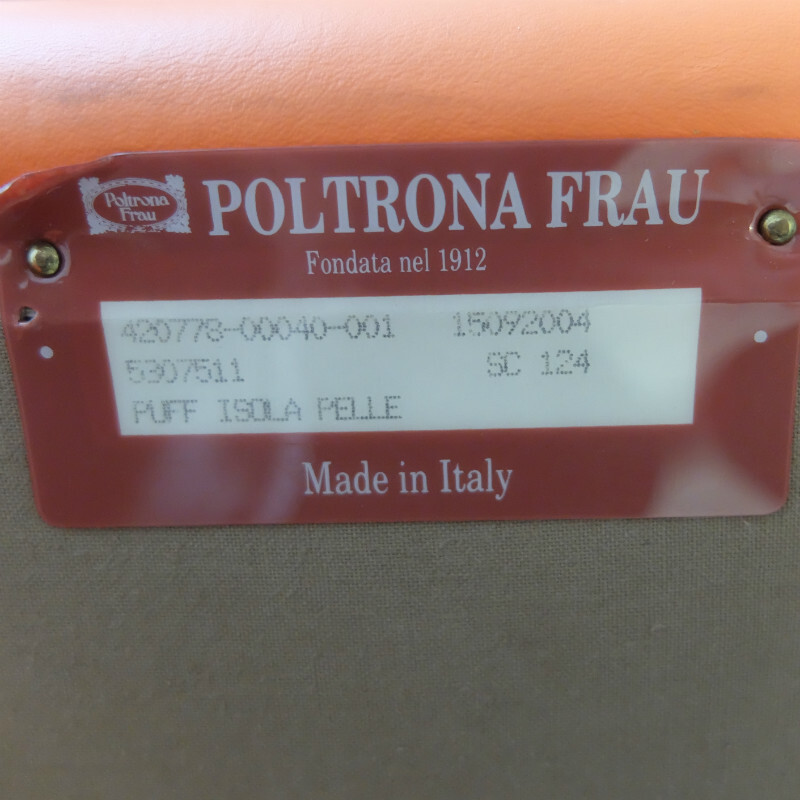 Poltrona
Frau
POLTRONA FRAU
Fondata nel 1912
420778-00040-001 15092004
5307511 SC 124
PUFF ISOLA PELLE
Made in Italy